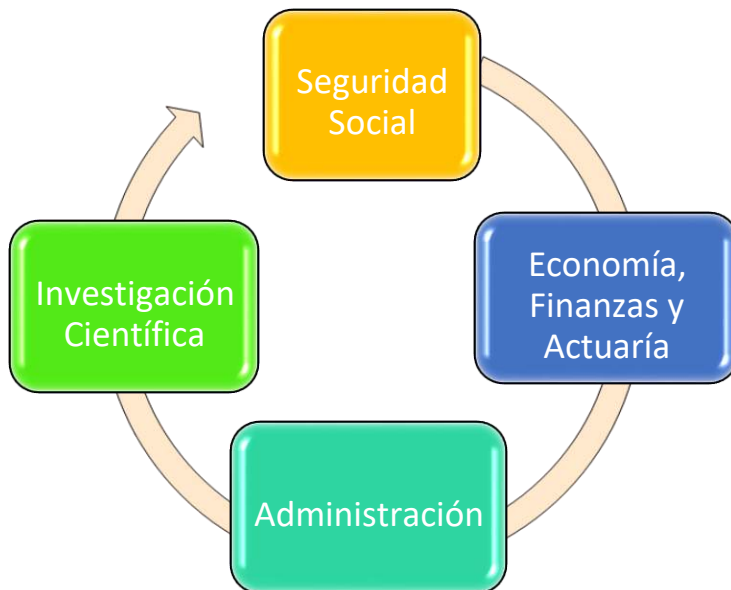 Seguridad
Social
Economía,
Finanzas y
Actuaría
Administración
Investigación
Científica